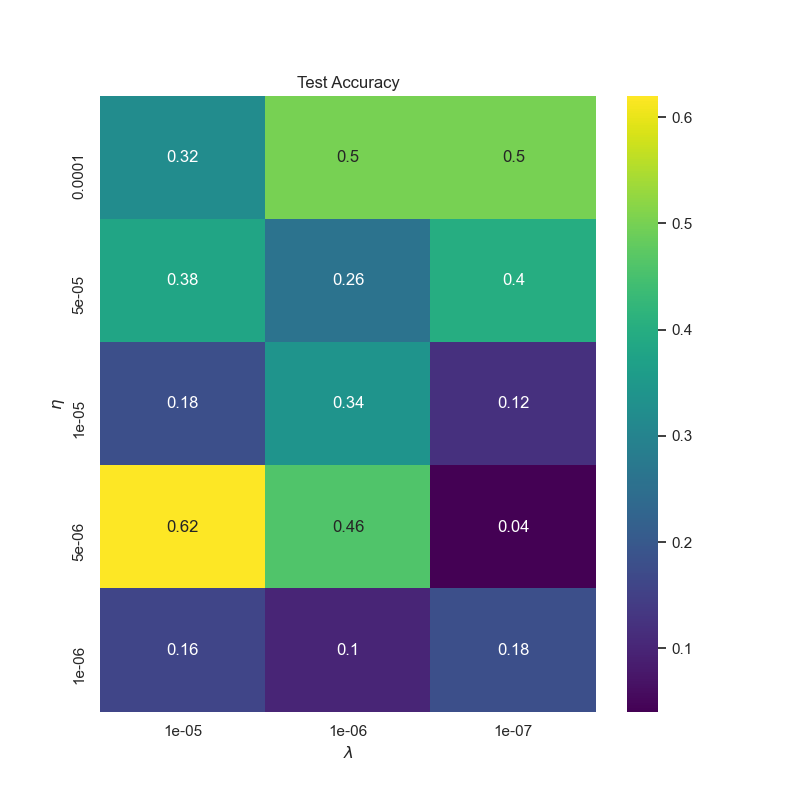 Test Accuracy
0.0001 0.32 0.5 0.5
5e-05 0.38 0.26 0.4
1e-05 0.18 0.34 0.12
5e-06 0.62 0.46 0.04
1e-06 0.16 0.1 0.18
η
1e-05 1e-06 1e-07
λ
0.6
0.5
0.4
0.3
0.2
0.1